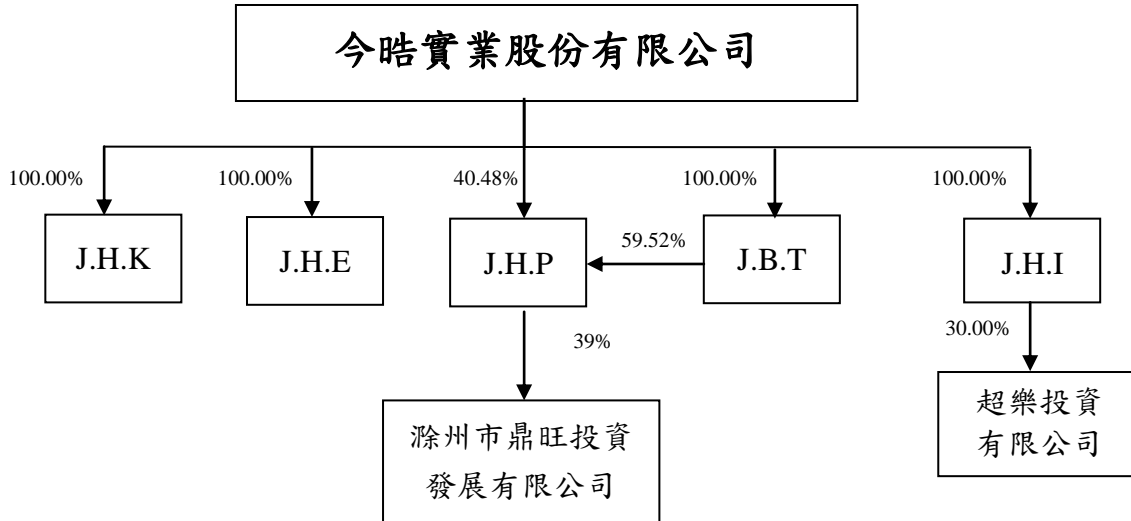 今皓實業股份有限公司
100.00%
100.00%
40.48%
100.00%
100.00%
J.H.K
J.H.E
J.H.P
59.52%
J.B.T
J.H.I
39%
30.00%
滁州市鼎旺投資
發展有限公司
超樂投資
有限公司